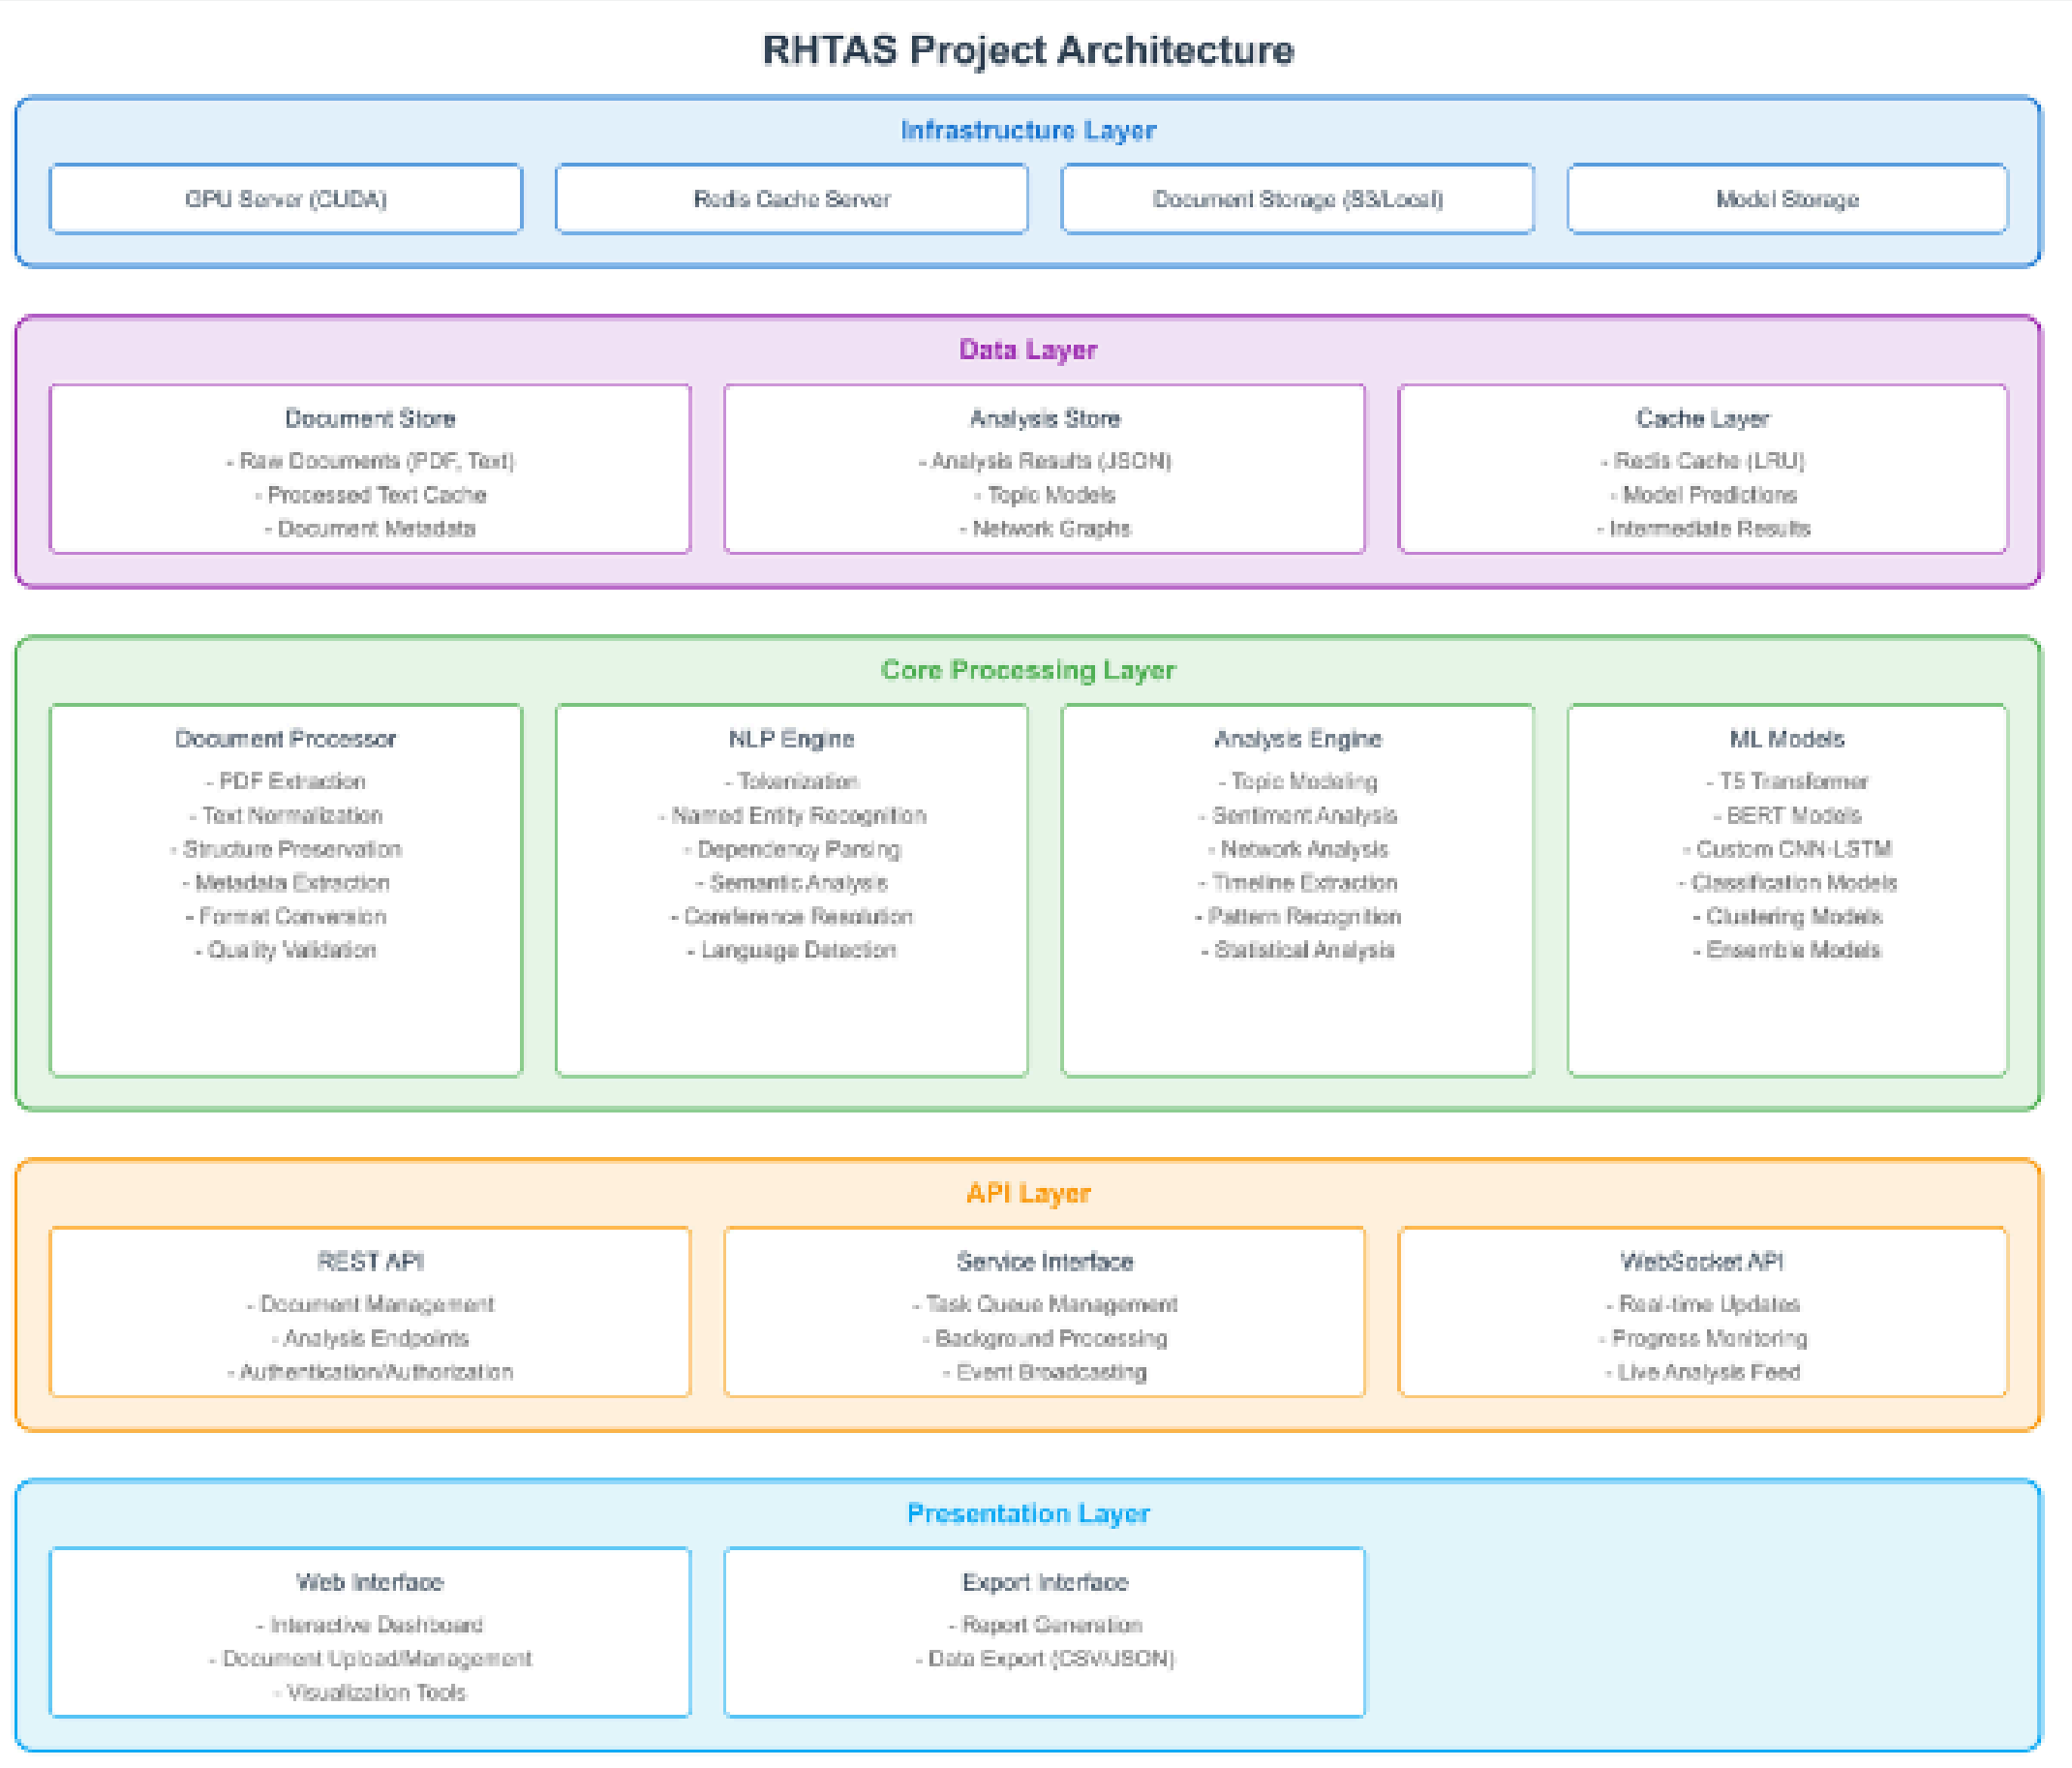 RHTAS Project Architecture
Infrastructure Layer
GPU Server (CUDA)
Redis Cache Server
Document Storage (S3/Local)
Model Storage
Data Layer
Document Store
- Raw Documents (PDF, Text)
- Processed Text Cache
- Document Metadata
Analysis Store
- Analysis Results (JSON)
- Topic Models
- Network Graphs
Cache Layer
- Redis Cache (LRU)
- Model Predictions
- Intermediate Results
Core Processing Layer
Document Processor
- PDF Extraction
- Text Normalization
- Structure Preservation
- Metadata Extraction
- Format Conversion
- Quality Validation
NLP Engine
- Tokenization
- Named Entity Recognition
- Dependency Parsing
- Semantic Analysis
- Coreference Resolution
- Language Detection
Analysis Engine
- Topic Modeling
- Sentiment Analysis
- Network Analysis
- Timeline Extraction
- Pattern Recognition
- Statistical Analysis
ML Models
- T5 Transformer
- BERT Models
- Custom CNN-LSTM
- Classification Models
- Clustering Models
- Ensemble Models
API Layer
REST API
- Document Management
- Analysis Endpoints
- Authentication/Authorization
Service Interface
- Task Queue Management
- Background Processing
- Event Broadcasting
WebSocket API
- Real-time Updates
- Progress Monitoring
- Live Analysis Feed
Presentation Layer
Web Interface
- Interactive Dashboard
- Document Upload/Management
- Visualization Tools
Export Interface
- Report Generation
- Data Export (CSV/JSON)